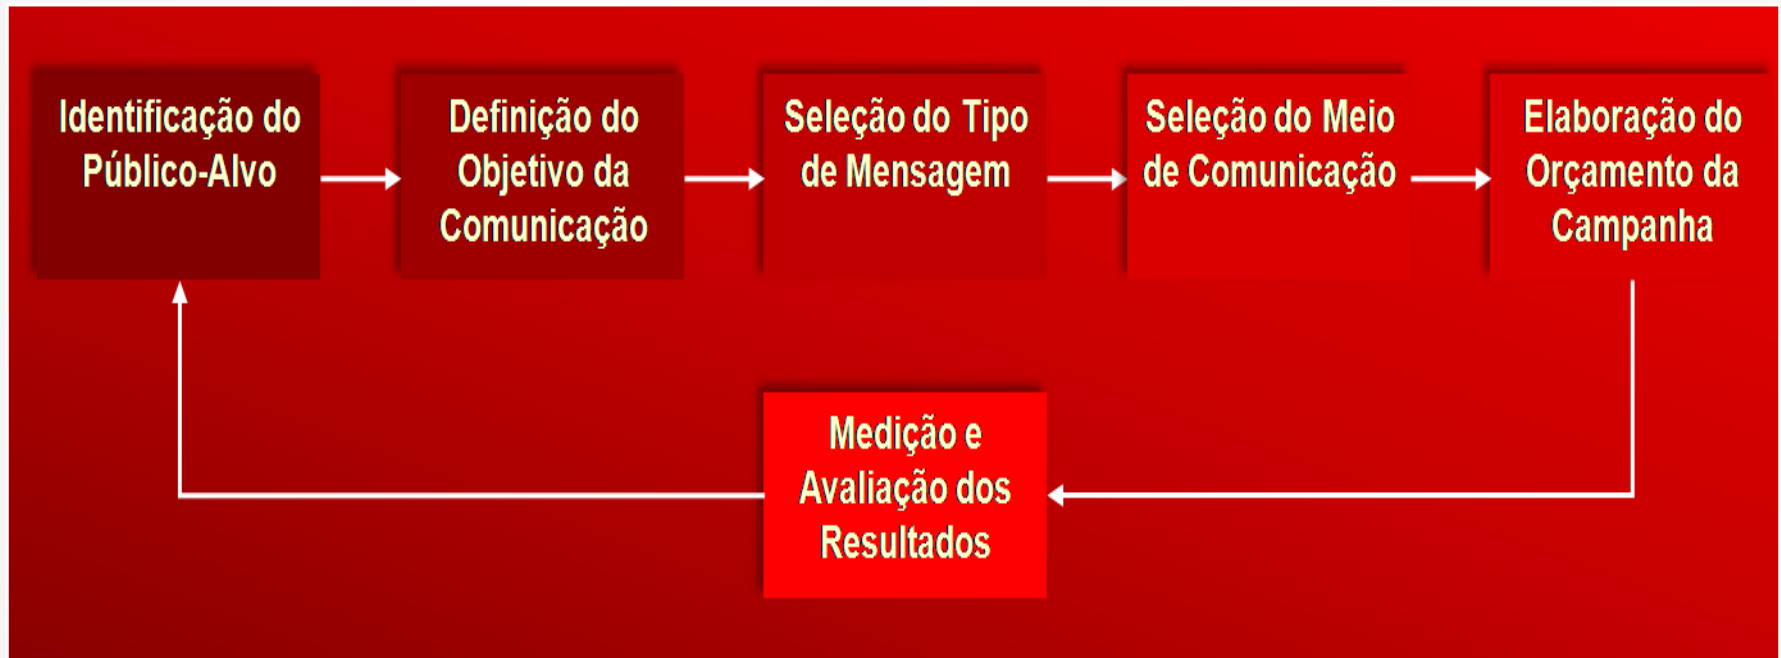 Identificação do
Público-Alvo
Definição do
Objetivo da
Comunicação
Seleção do Tipo
de Mensagem
Seleção do Meio
de Comunicação
Elaboração do
Orçamento da
Campanha
Medição e
Avaliação dos
Resultados